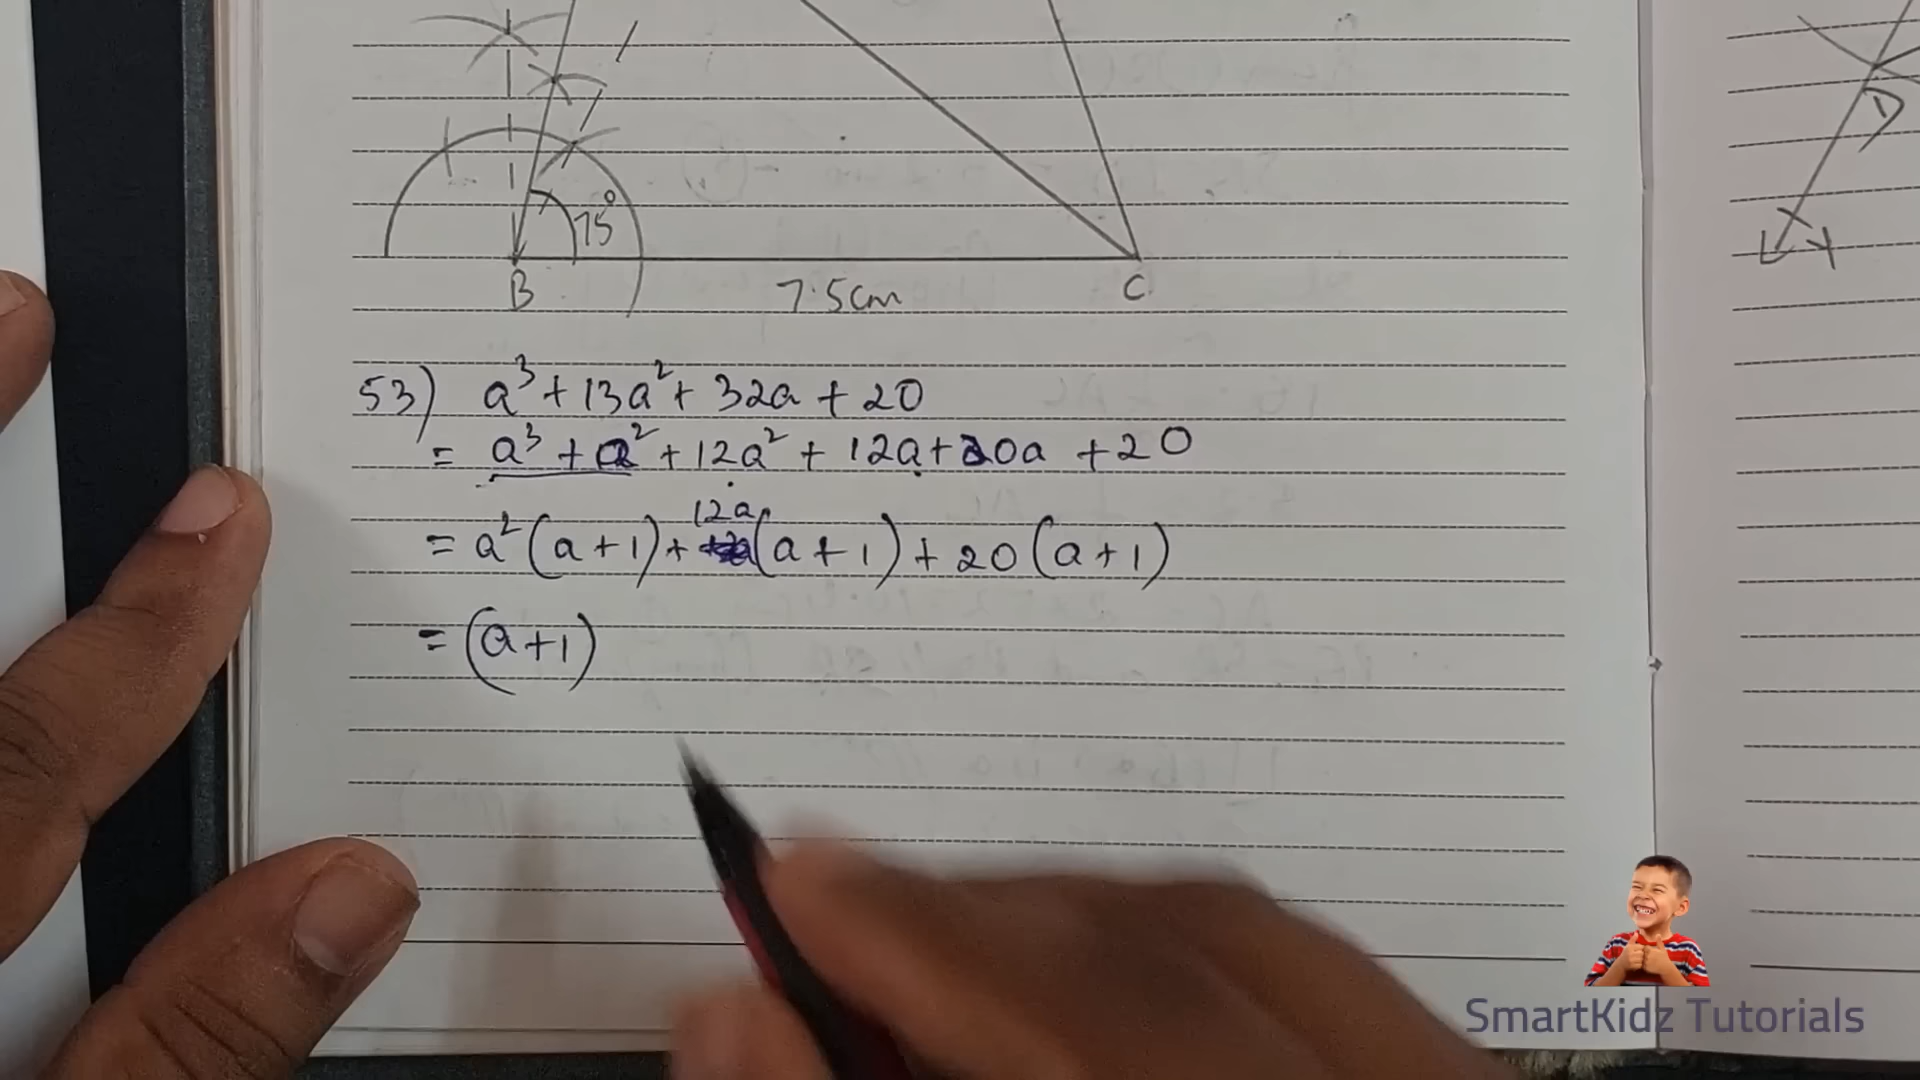 75°
B 7.5cm C
53) a³ + 13a² + 32a + 20
= a³ + a² + 12a² + 12a + 20a + 20
12a
= a² (a + 1) + (a + 1) + 20 (a + 1)
= (a + 1)
SmartKidz Tutorials